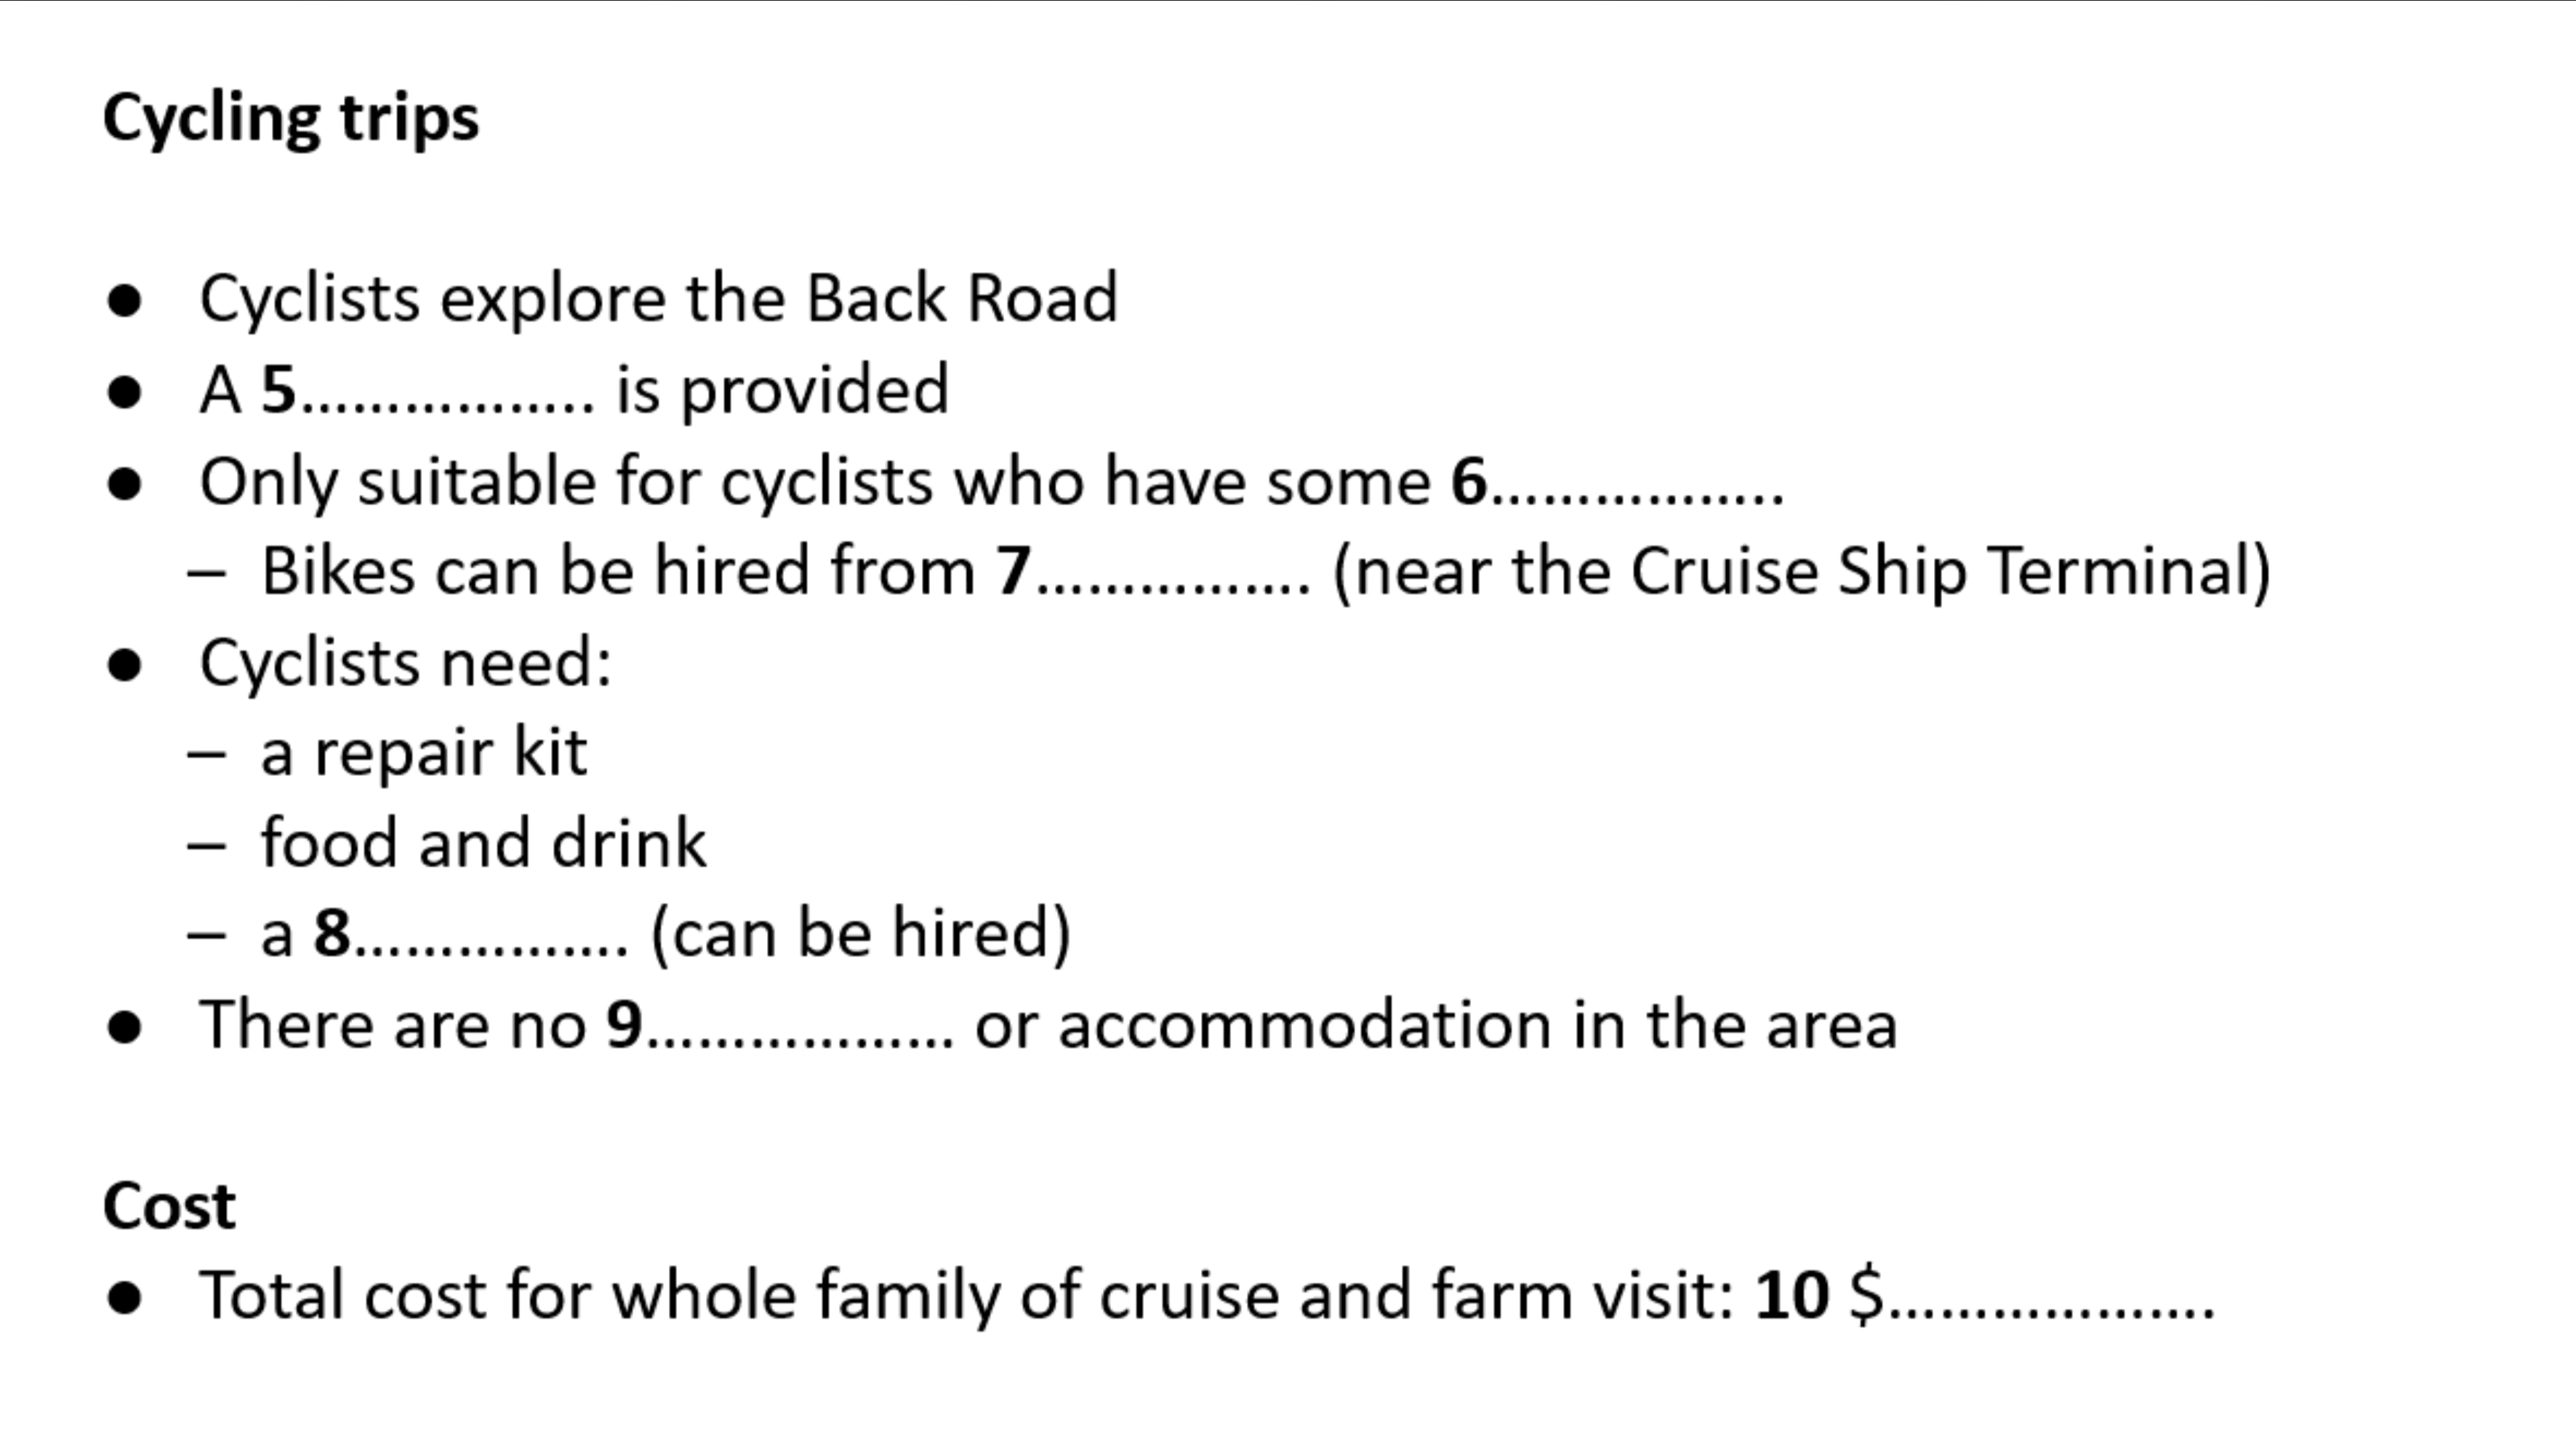 Cycling trips
● Cyclists explore the Back Road
● A 5................. is provided
● Only suitable for cyclists who have some 6.................
– Bikes can be hired from 7................ (near the Cruise Ship Terminal)
● Cyclists need:
– a repair kit
– food and drink
– a 8................ (can be hired)
● There are no 9.................. or accommodation in the area
Cost
● Total cost for whole family of cruise and farm visit: 10 $...................